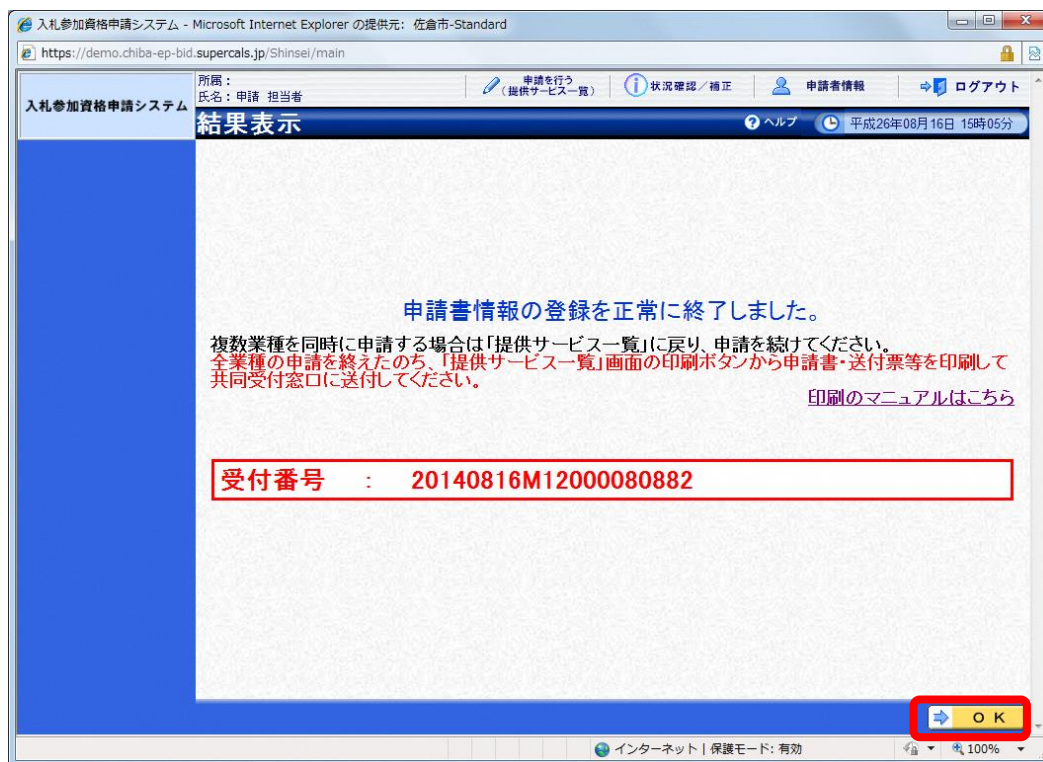 入札参加資格申請システム - Microsoft Internet Explorer の提供元: 佐倉市-Standard
https://demo.chiba-ep-bid.supercals.jp/Shinsei/main
入札参加資格申請システム
所属：
氏名：申請 担当者
申請を行う
（提供サービス一覧）
状況確認／補正
申請者情報
ログアウト
結果表示
ヘルプ
平成26年08月16日 15時05分
申請書情報の登録を正常に終了しました。
複数業種を同時に申請する場合は「提供サービス一覧」に戻り、申請を続けてください。
全業種の申請を終えたのち、「提供サービス一覧」画面の印刷ボタンから申請書・送付票等を印刷して
共同受付窓口に送付してください。
印刷のマニュアルはこちら
受付番号 ： 20140816M12000080882
ＯＫ
インターネット | 保護モード: 有効
100%